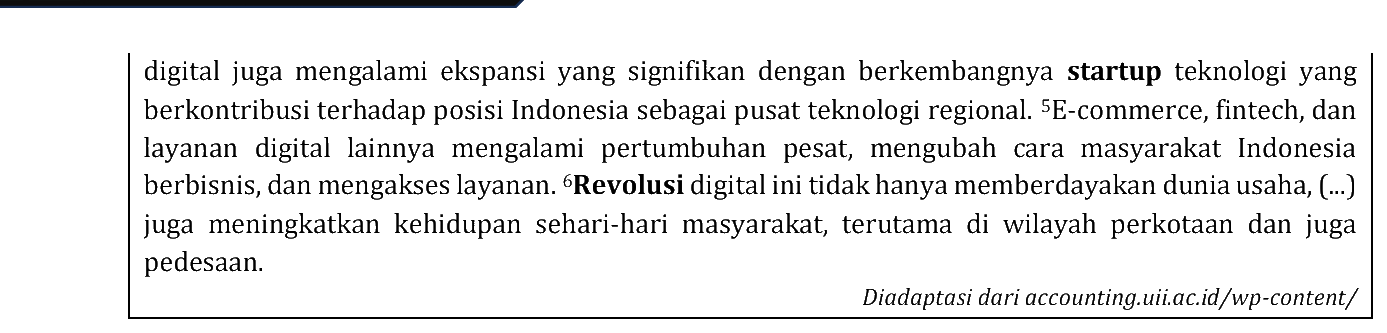 digital juga mengalami ekspansi yang signifikan dengan berkembangnya startup teknologi yang
berkontribusi terhadap posisi Indonesia sebagai pusat teknologi regional. ⁵E-commerce, fintech, dan
layanan digital lainnya mengalami pertumbuhan pesat, mengubah cara masyarakat Indonesia
berbisnis, dan mengakses layanan. ⁶Revolusi digital ini tidak hanya memberdayakan dunia usaha, (...)
juga meningkatkan kehidupan sehari-hari masyarakat, terutama di wilayah perkotaan dan juga
pedesaan.
Diadaptasi dari accounting.uii.ac.id/wp-content/